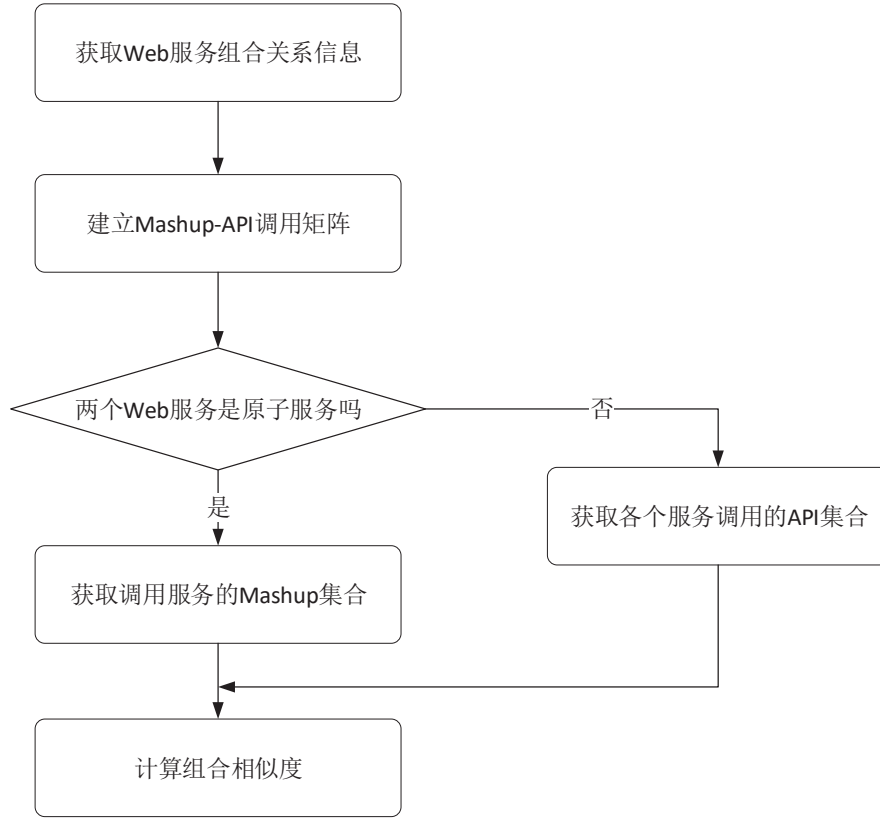 获取Web服务组合关系信息
建立Mashup-API调用矩阵
两个Web服务是原子服务吗
否
是
获取各个服务调用的API集合
获取调用服务的Mashup集合
计算组合相似度